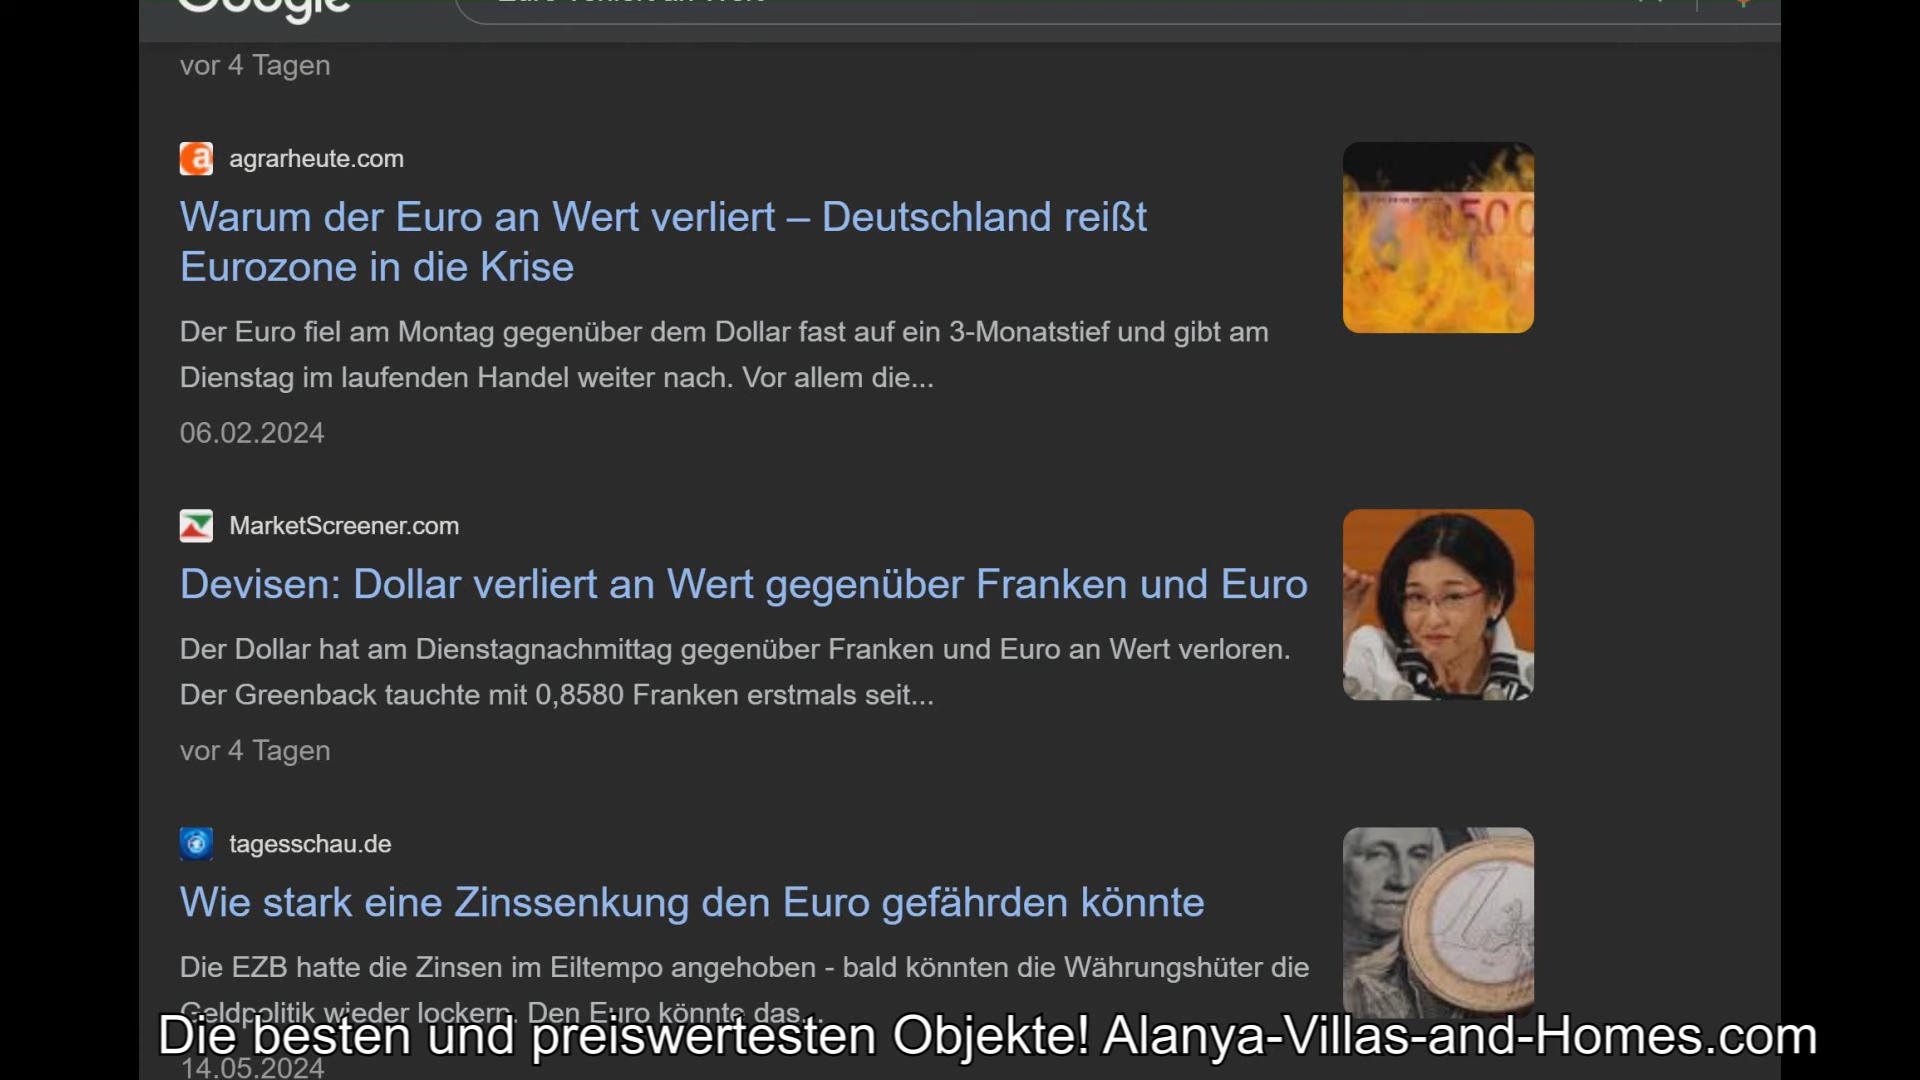 Google
vor 4 Tagen
agrarheute.com
Warum der Euro an Wert verliert – Deutschland reißt
Eurozone in die Krise
Der Euro fiel am Montag gegenüber dem Dollar fast auf ein 3-Monatstief und gibt am
Dienstag im laufenden Handel weiter nach. Vor allem die...
06.02.2024
500
MarketScreener.com
Devisen: Dollar verliert an Wert gegenüber Franken und Euro
Der Dollar hat am Dienstagnachmittag gegenüber Franken und Euro an Wert verloren.
Der Greenback tauchte mit 0,8580 Franken erstmals seit...
vor 4 Tagen
tagesschau.de
Wie stark eine Zinssenkung den Euro gefährden könnte
Die EZB hatte die Zinsen im Eiltempo angehoben - bald könnten die Währungshüter die
Geldpolitik wieder lockern. Den Euro könnte das...
Die besten und preiswertesten Objekte! Alanya-Villas-and-Homes.com
14.05.2024